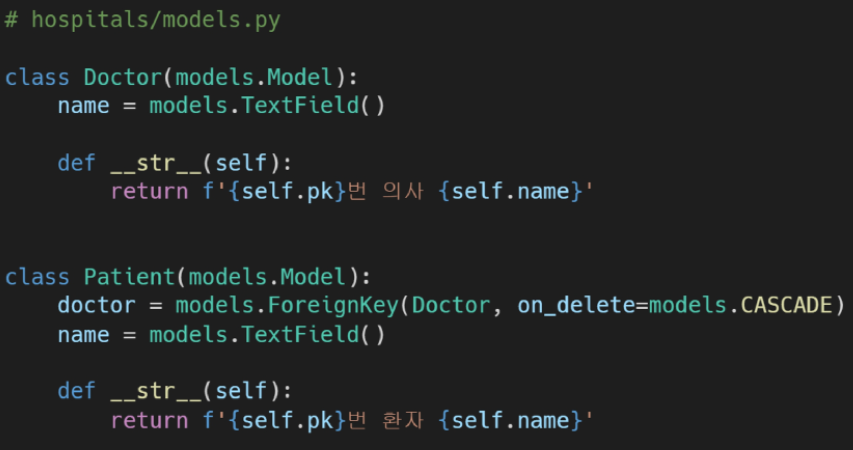 # hospitals/models.py
class Doctor(models.Model):
    name = models.TextField()
    def __str__(self):
        return f'{self.pk}번 의사 {self.name}'
class Patient(models.Model):
    doctor = models.ForeignKey(Doctor, on_delete=models.CASCADE)
    name = models.TextField()
    def __str__(self):
        return f'{self.pk}번 환자 {self.name}'